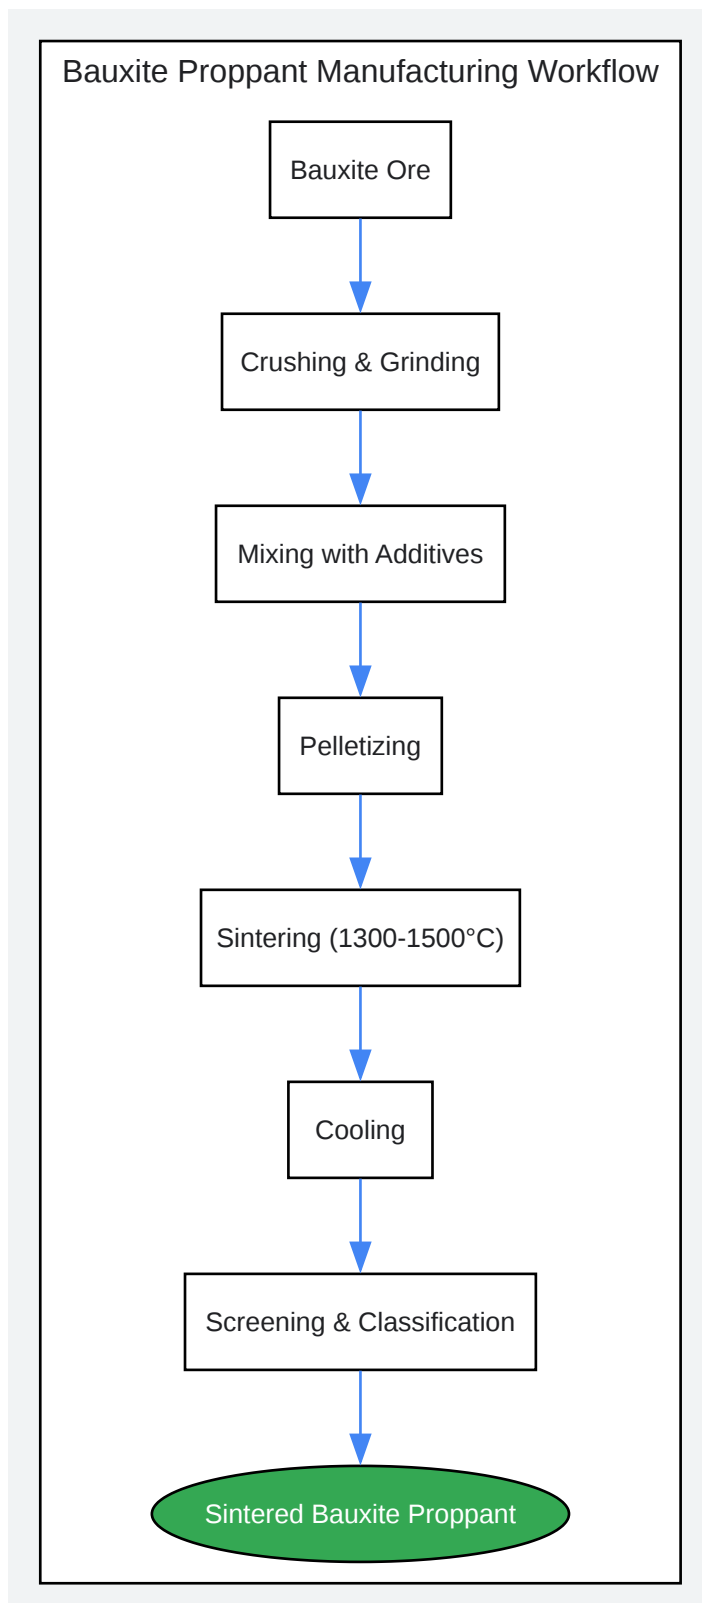 Bauxite Proppant Manufacturing Workflow
Bauxite Ore
Crushing & Grinding
Mixing with Additives
Pelletizing
Sintering (1300-1500°C)
Cooling
Screening & Classification
Sintered Bauxite Proppant